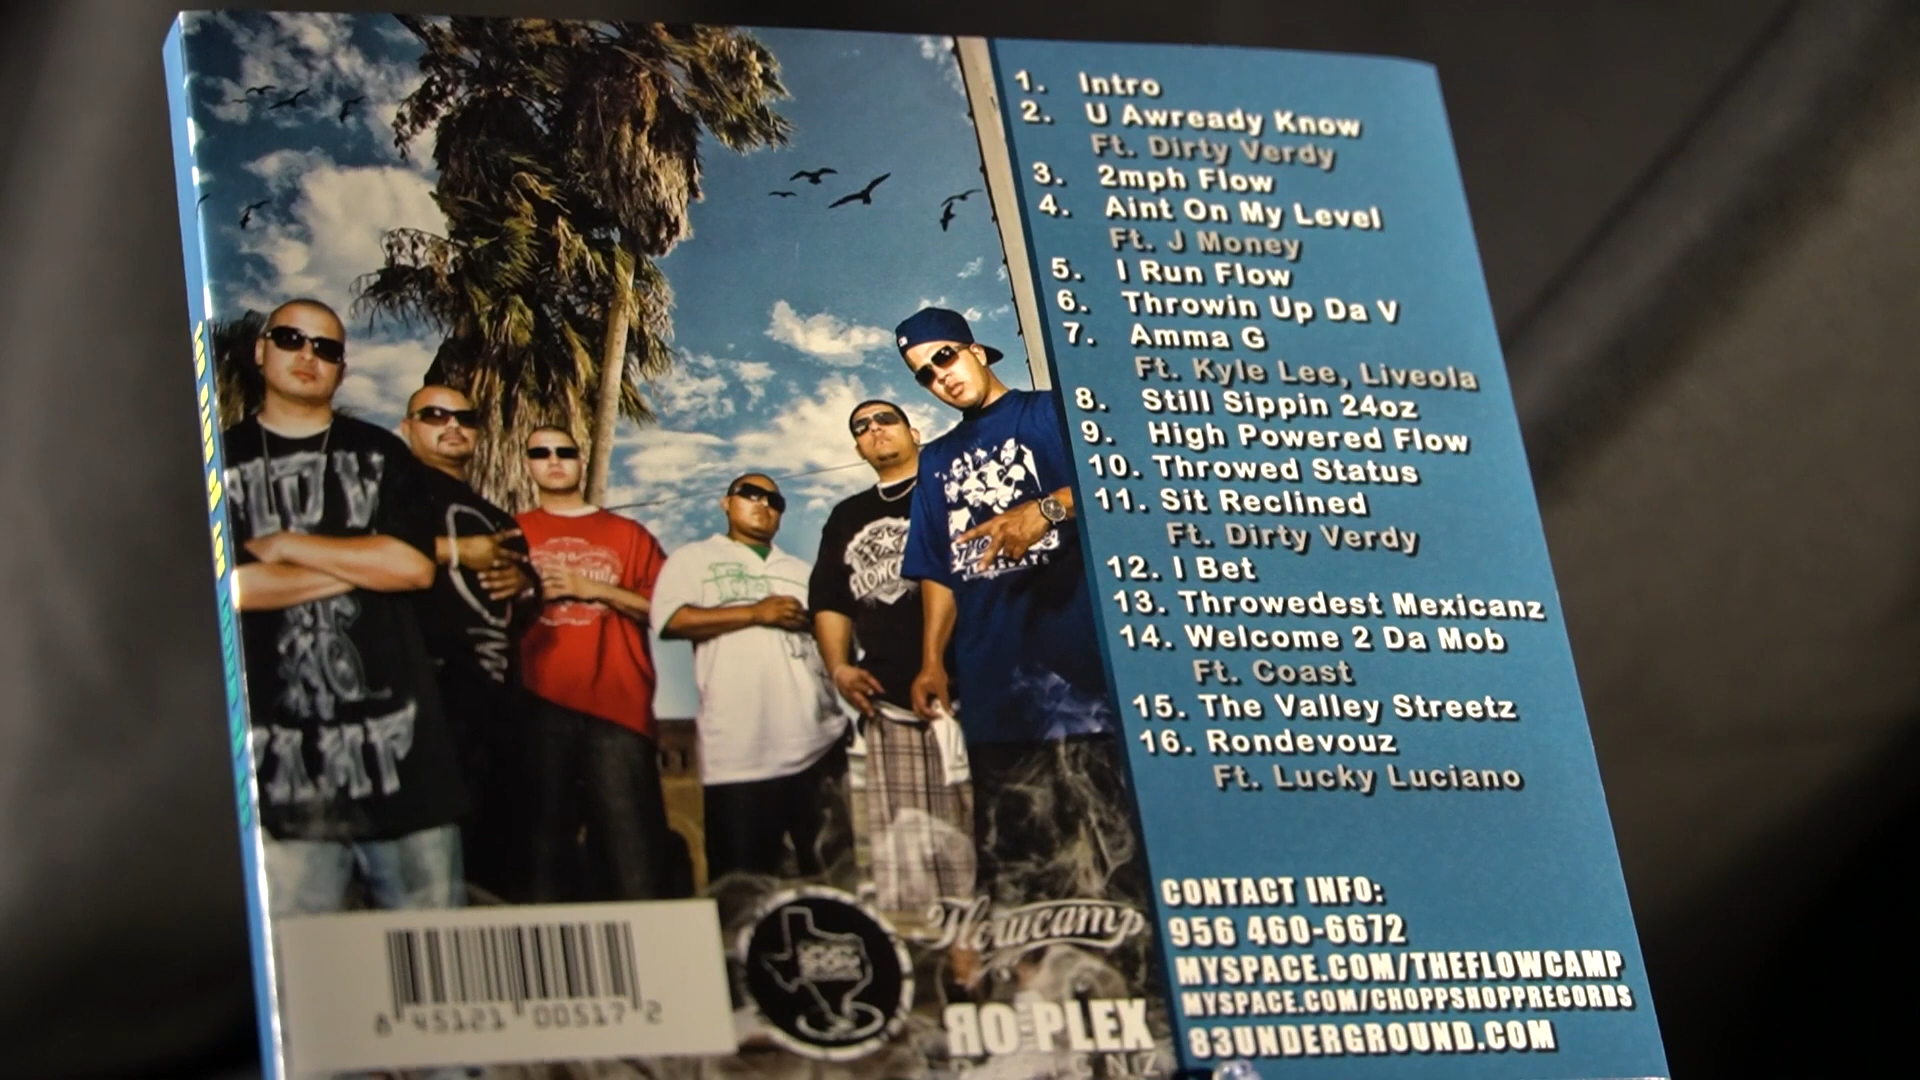 1. Intro
2. U Awready Know
Ft. Dirty Verdy
3. 2mph Flow
4. Aint On My Level
Ft. J Money
5. I Run Flow
6. Throwin Up Da V
7. Amma G
Ft. Kyle Lee, Liveola
8. Still Sippin 24oz
9. High Powered Flow
10. Throwed Status
11. Sit Reclined
Ft. Dirty Verdy
12. I Bet
13. Throwedest Mexicanz
14. Welcome 2 Da Mob
Ft. Coast
15. The Valley Streetz
16. Rondevouz
Ft. Lucky Luciano
CONTACT INFO:
956 460-6672
MYSPACE.COM/THEFLOWCAMP
MYSPACE.COM/CHOPPSHOPPRECORDS
83UNDERGROUND.COM
Flowcamp
8 45121 00517 2